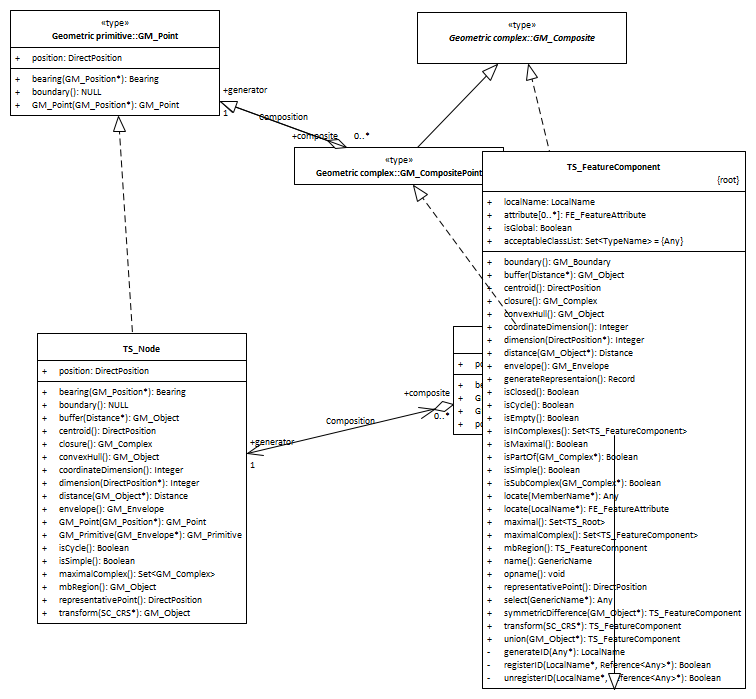 «type»
Geometric primitive::GM_Point
+ position: DirectPosition
+ bearing(GM_Position*): Bearing
+ boundary(): NULL
+ GM_Point(GM_Position*): GM_Point
«type»
Geometric complex::GM_Composite
+generator
1
Composition
+composite 0..*
«type»
Geometric complex::GM_CompositePoint
TS_FeatureComponent
{root}
+ localName: LocalName
+ attribute[0..*]: FE_FeatureAttribute
+ isGlobal: Boolean
+ acceptableClassList: Set<TypeName> = {Any}
+ boundary(): GM_Boundary
+ buffer(Distance*): GM_Object
+ centroid(): DirectPosition
+ closure(): GM_Complex
+ convexHull(): GM_Object
+ coordinateDimension(): Integer
+ dimension(DirectPosition*): Integer
+ distance(GM_Object*): Distance
+ envelope(): GM_Envelope
+ generateRepresentaion(): Record
+ isClosed(): Boolean
+ isCycle(): Boolean
+ isEmpty(): Boolean
+ isInComplexes(): Set<TS_FeatureComponent>
+ isMaximal(): Boolean
+ isPartOf(GM_Complex*): Boolean
+ isSimple(): Boolean
+ isSubComplex(GM_Complex*): Boolean
+ locate(MemberName*): Any
+ locate(LocalName*): FE_FeatureAttribute
+ maximal(): Set<TS_Root>
+ maximalComplex(): Set<TS_FeatureComponent>
+ mbRegion(): TS_FeatureComponent
+ name(): GenericName
+ opname(): void
+ representativePoint(): DirectPosition
+ select(GenericName*): Any
+ symmetricDifference(GM_Object*): TS_FeatureComponent
+ transform(SC_CRS*): TS_FeatureComponent
+ union(GM_Object*): TS_FeatureComponent
- generateID(Any*): LocalName
- registerID(LocalName*, Reference<Any>*): Boolean
- unregisterID(LocalName*, Reference<Any>*): Boolean
TS_Node
+ position: DirectPosition
+ bearing(GM_Position*): Bearing
+ boundary(): NULL
+ buffer(Distance*): GM_Object
+ centroid(): DirectPosition
+ closure(): GM_Complex
+ convexHull(): GM_Object
+ coordinateDimension(): Integer
+ dimension(DirectPosition*): Integer
+ distance(GM_Object*): Distance
+ envelope(): GM_Envelope
+ GM_Point(GM_Position*): GM_Point
+ GM_Primitive(GM_Envelope*): GM_Primitive
+ isCycle(): Boolean
+ isSimple(): Boolean
+ maximalComplex(): Set<GM_Complex>
+ mbRegion(): GM_Object
+ representativePoint(): DirectPosition
+ transform(SC_CRS*): GM_Object
+composite
0..*
Composition
+generator
1
+ po
+ be
+ G
+ G
+ po